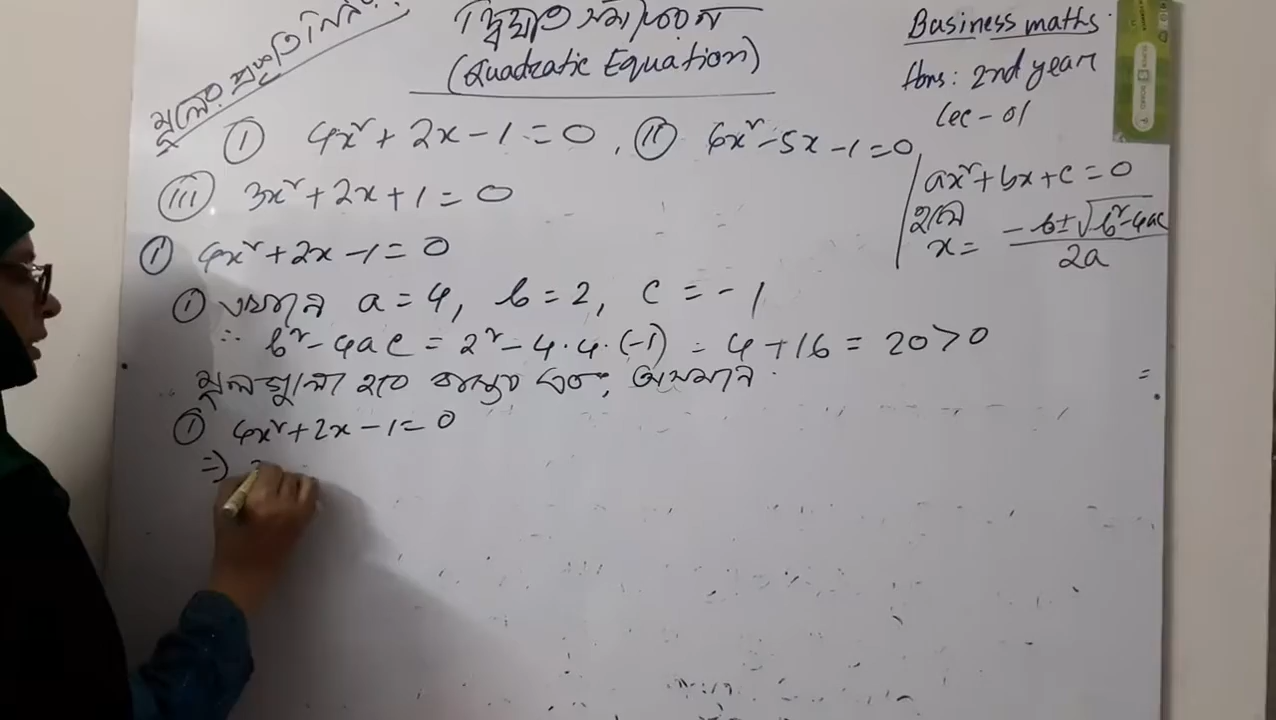 মূলের প্রকৃতি নির্ণয়:
দ্বিঘাত সমীকরন
(Quadratic Equation)
Business maths
Hons: 2nd year
Lec - 01
(i) 4x² + 2x - 1 = 0, (ii) 6x² - 5x - 1 = 0
(iii) 3x² + 2x + 1 = 0
ax² + bx + c = 0
হলে
x = (-b ± √(b² - 4ac)) / 2a
(i) 4x² + 2x - 1 = 0
(i) এখানে a = 4, b = 2, c = -1
∴ b² - 4ac = 2² - 4·4·(-1) = 4 + 16 = 20 > 0
মূলগুলো হবে বাস্তব এবং অসমান
(i) 4x² + 2x - 1 = 0
⇒
=